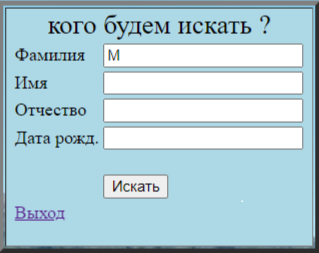 кого будем искать ?
Фамилия М
Имя
Отчество
Дата рожд.
Искать
Выход